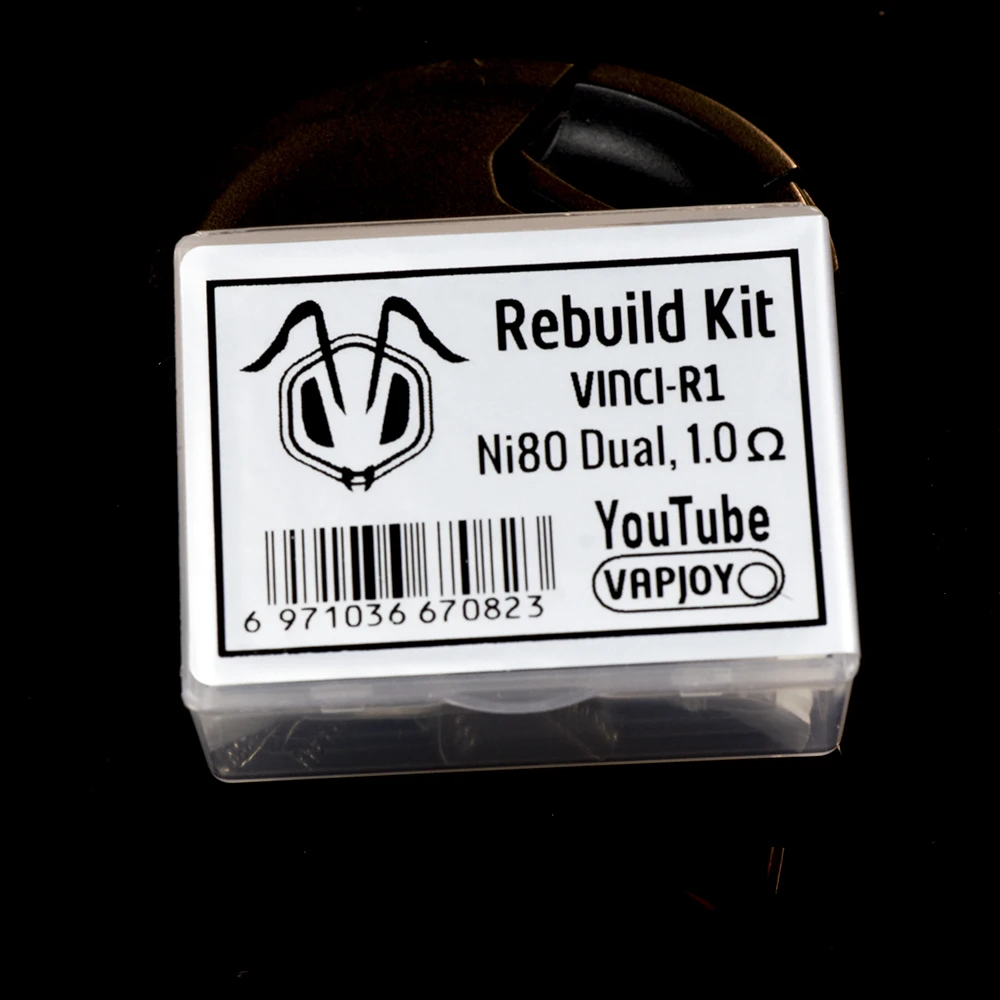 Rebuild Kit
VINCI-R1
Ni80 Dual, 1.0 Ω
YouTube
VAPJOY
6 971036 670823